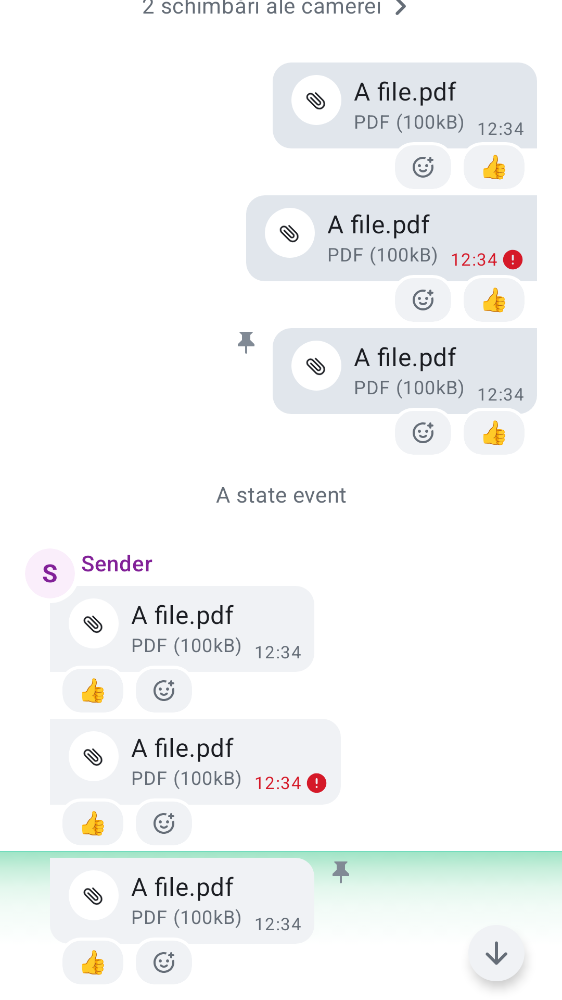 2 schimbări ale camerei
A file.pdf
PDF (100kB) 12:34
👍
A file.pdf
PDF (100kB) 12:34
👍
A file.pdf
PDF (100kB) 12:34
👍
A state event
S Sender
A file.pdf
PDF (100kB) 12:34
👍
A file.pdf
PDF (100kB) 12:34
👍
A file.pdf
PDF (100kB) 12:34
👍